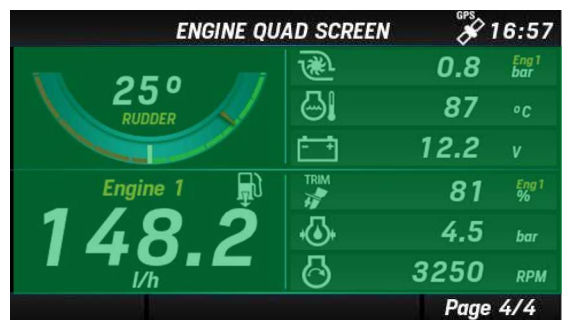 ENGINE QUAD SCREEN
GPS
16:57
25°
RUDDER
0.8 Eng1 bar
87 °C
12.2 V
Engine 1
148.2
l/h
TRIM 81 Eng1 %
4.5 bar
3250 RPM
Page 4/4